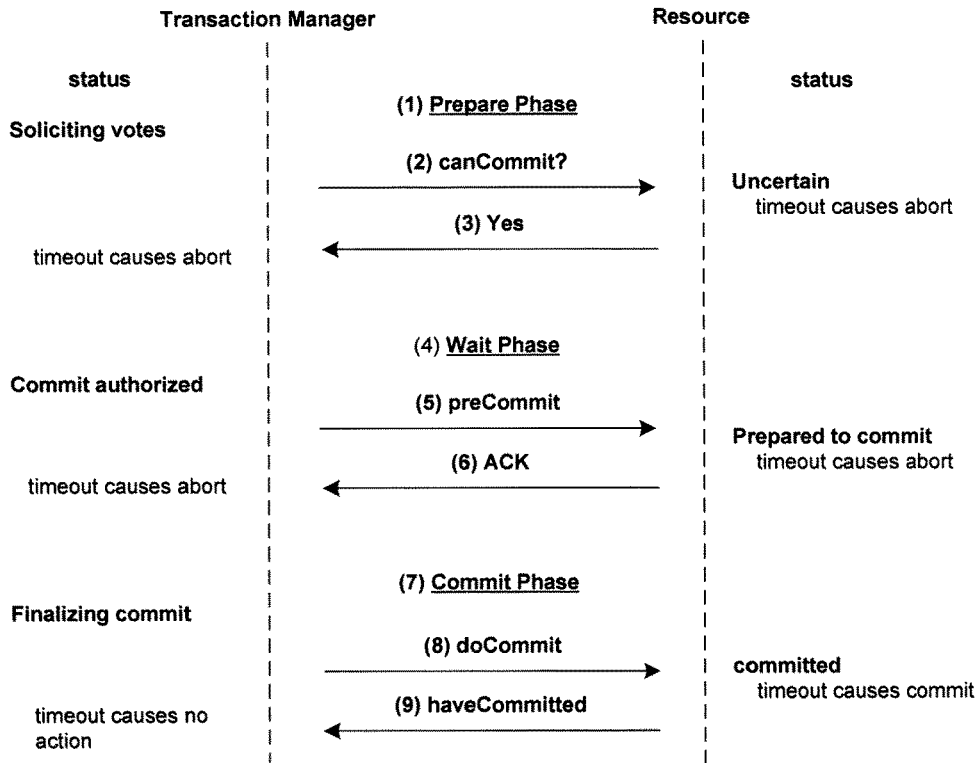 Transaction Manager
Resource
status
status
(1) Prepare Phase
Soliciting votes
(2) canCommit?
Uncertain
timeout causes abort
(3) Yes
timeout causes abort
(4) Wait Phase
Commit authorized
(5) preCommit
Prepared to commit
timeout causes abort
(6) ACK
timeout causes abort
(7) Commit Phase
Finalizing commit
(8) doCommit
committed
timeout causes commit
(9) haveCommitted
timeout causes no
action